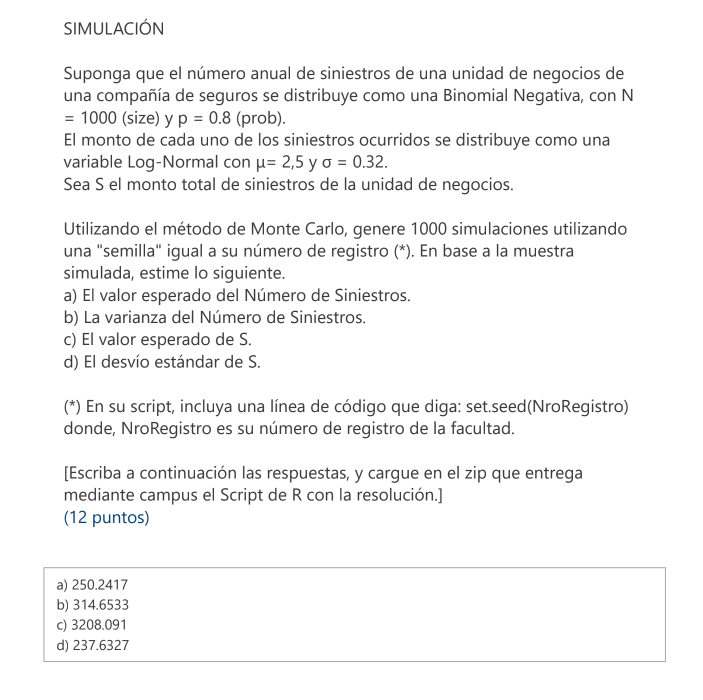 SIMULACIÓN
Suponga que el número anual de siniestros de una unidad de negocios de
una compañía de seguros se distribuye como una Binomial Negativa, con N
= 1000 (size) y p = 0.8 (prob).
El monto de cada uno de los siniestros ocurridos se distribuye como una
variable Log-Normal con μ= 2,5 y σ = 0.32.
Sea S el monto total de siniestros de la unidad de negocios.
Utilizando el método de Monte Carlo, genere 1000 simulaciones utilizando
una "semilla" igual a su número de registro (*). En base a la muestra
simulada, estime lo siguiente.
a) El valor esperado del Número de Siniestros.
b) La varianza del Número de Siniestros.
c) El valor esperado de S.
d) El desvío estándar de S.
(*) En su script, incluya una línea de código que diga: set.seed(NroRegistro)
donde, NroRegistro es su número de registro de la facultad.
[Escriba a continuación las respuestas, y cargue en el zip que entrega
mediante campus el Script de R con la resolución.]
(12 puntos)
a) 250.2417
b) 314.6533
c) 3208.091
d) 237.6327